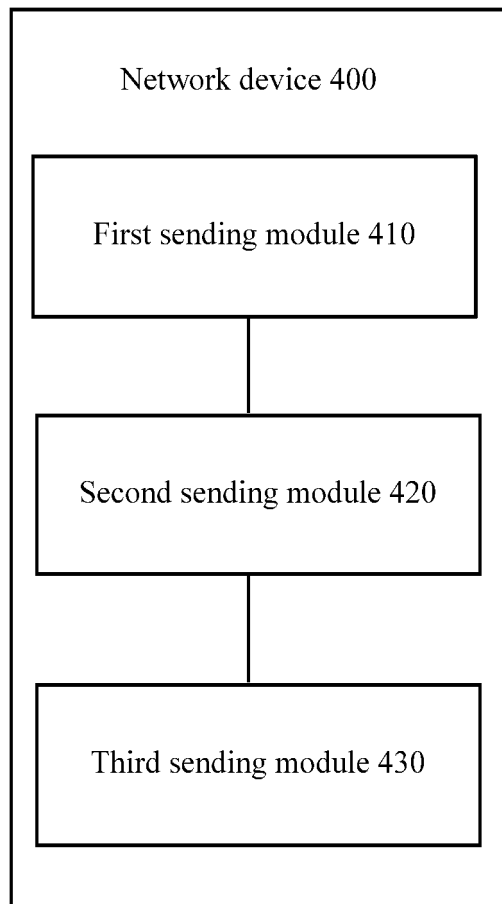 Network device 400
First sending module 410
Second sending module 420
Third sending module 430